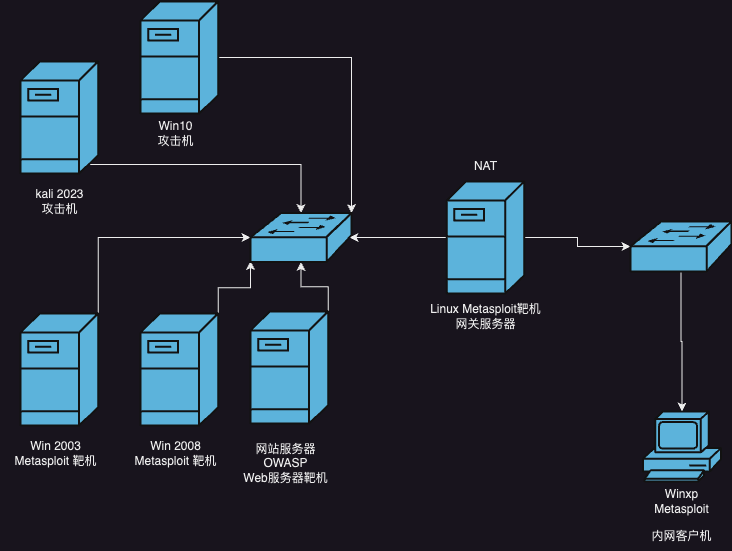 Win10
攻击机
kali 2023
攻击机
NAT
Linux Metasploit靶机
网关服务器
Win 2003
Metasploit 靶机
Win 2008
Metasploit 靶机
网站服务器
OWASP
Web服务器靶机
Winxp
Metasploit
内网客户机